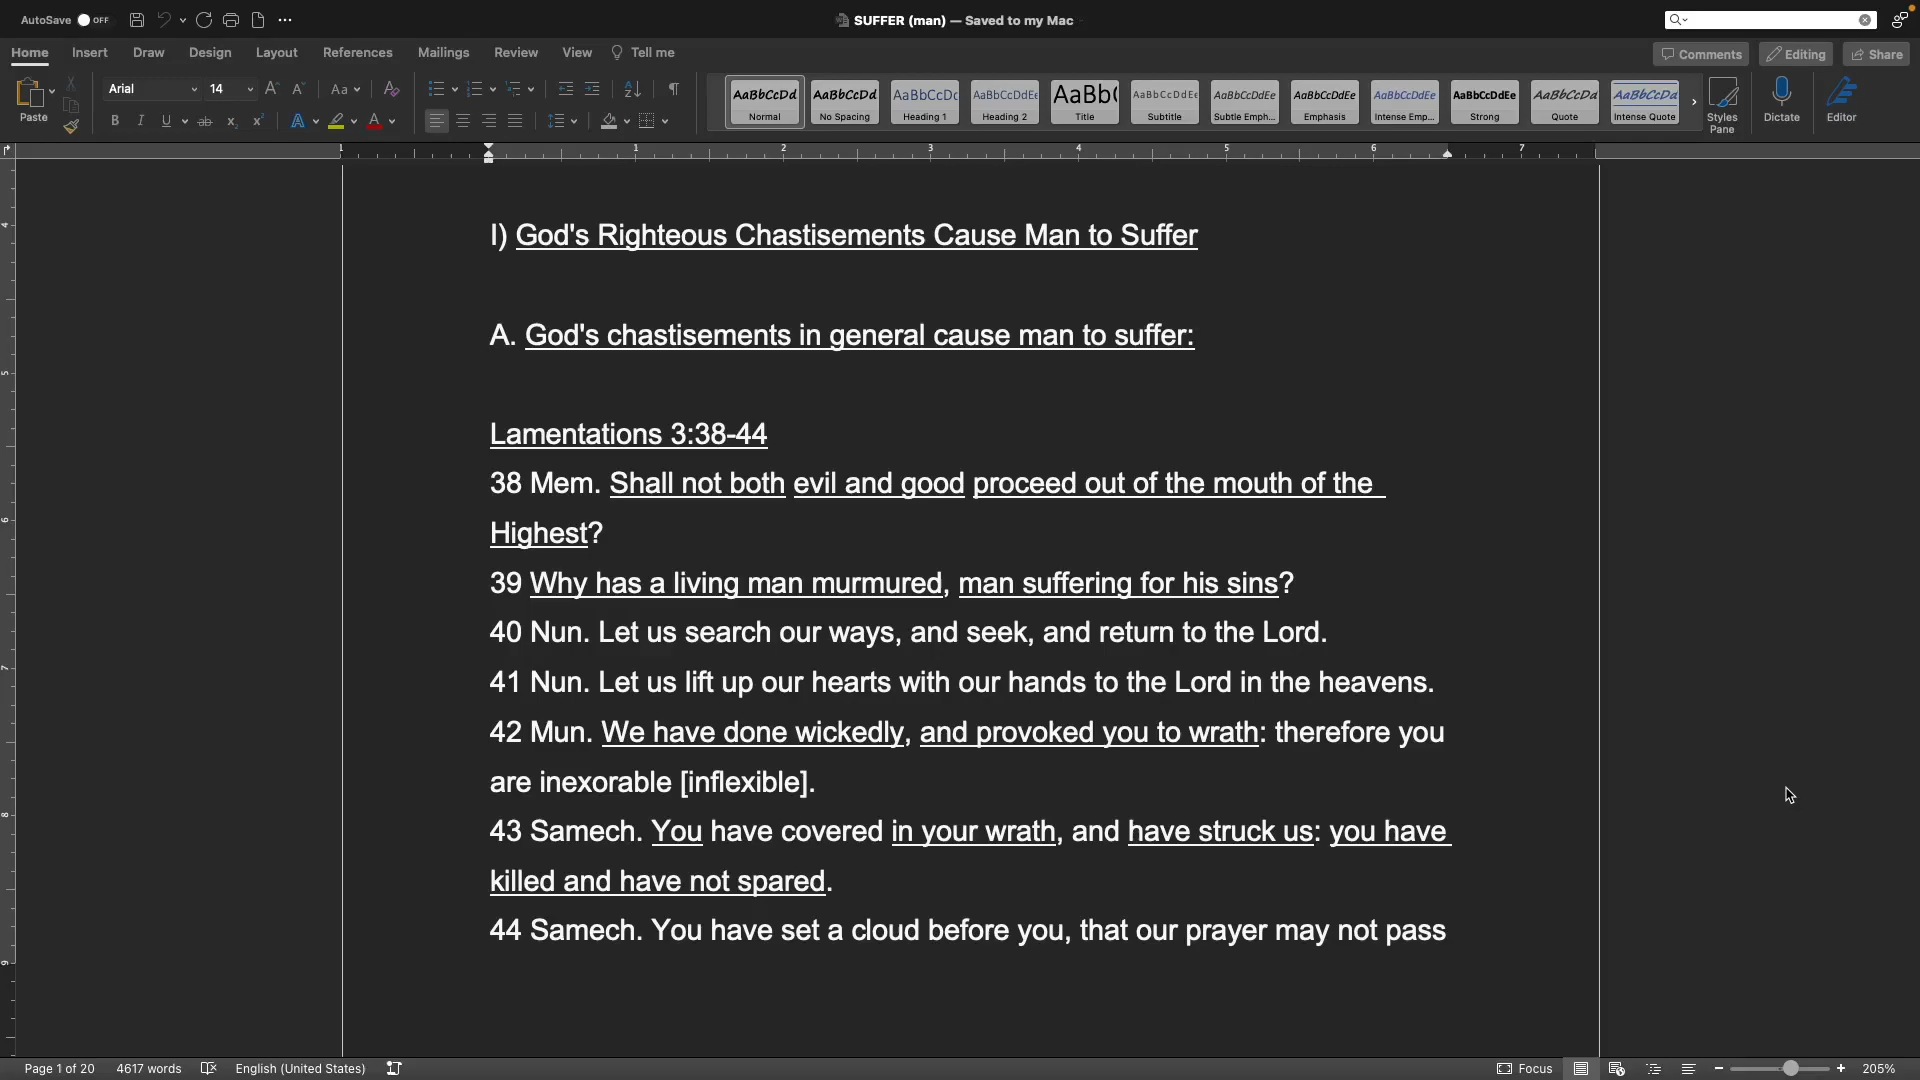 AutoSave OFF
SUFFER (man) — Saved to my Mac
Home Insert Draw Design Layout References Mailings Review View Tell me
Comments Editing Share
Paste
Arial 14
AaBbCcDd Normal
AaBbCcDd No Spacing
AaBbCcDc Heading 1
AaBbCcDdEe Heading 2
AaBb( Title
AaBbCcDdEe Subtitle
AaBbCcDdEe Subtle Emph...
AaBbCcDdEe Emphasis
AaBbCcDdEe Intense Emp...
AaBbCcDdEe Strong
AaBbCcDd Quote
AaBbCcDd Intense Quote
Styles Pane
Dictate
Editor
1 1 2 3 4 5 6 7
I) God's Righteous Chastisements Cause Man to Suffer
A. God's chastisements in general cause man to suffer:
Lamentations 3:38-44
38 Mem. Shall not both evil and good proceed out of the mouth of the
Highest?
39 Why has a living man murmured, man suffering for his sins?
40 Nun. Let us search our ways, and seek, and return to the Lord.
41 Nun. Let us lift up our hearts with our hands to the Lord in the heavens.
42 Mun. We have done wickedly, and provoked you to wrath: therefore you
are inexorable [inflexible].
43 Samech. You have covered in your wrath, and have struck us: you have
killed and have not spared.
44 Samech. You have set a cloud before you, that our prayer may not pass
Page 1 of 20 4617 words English (United States) Focus 205%